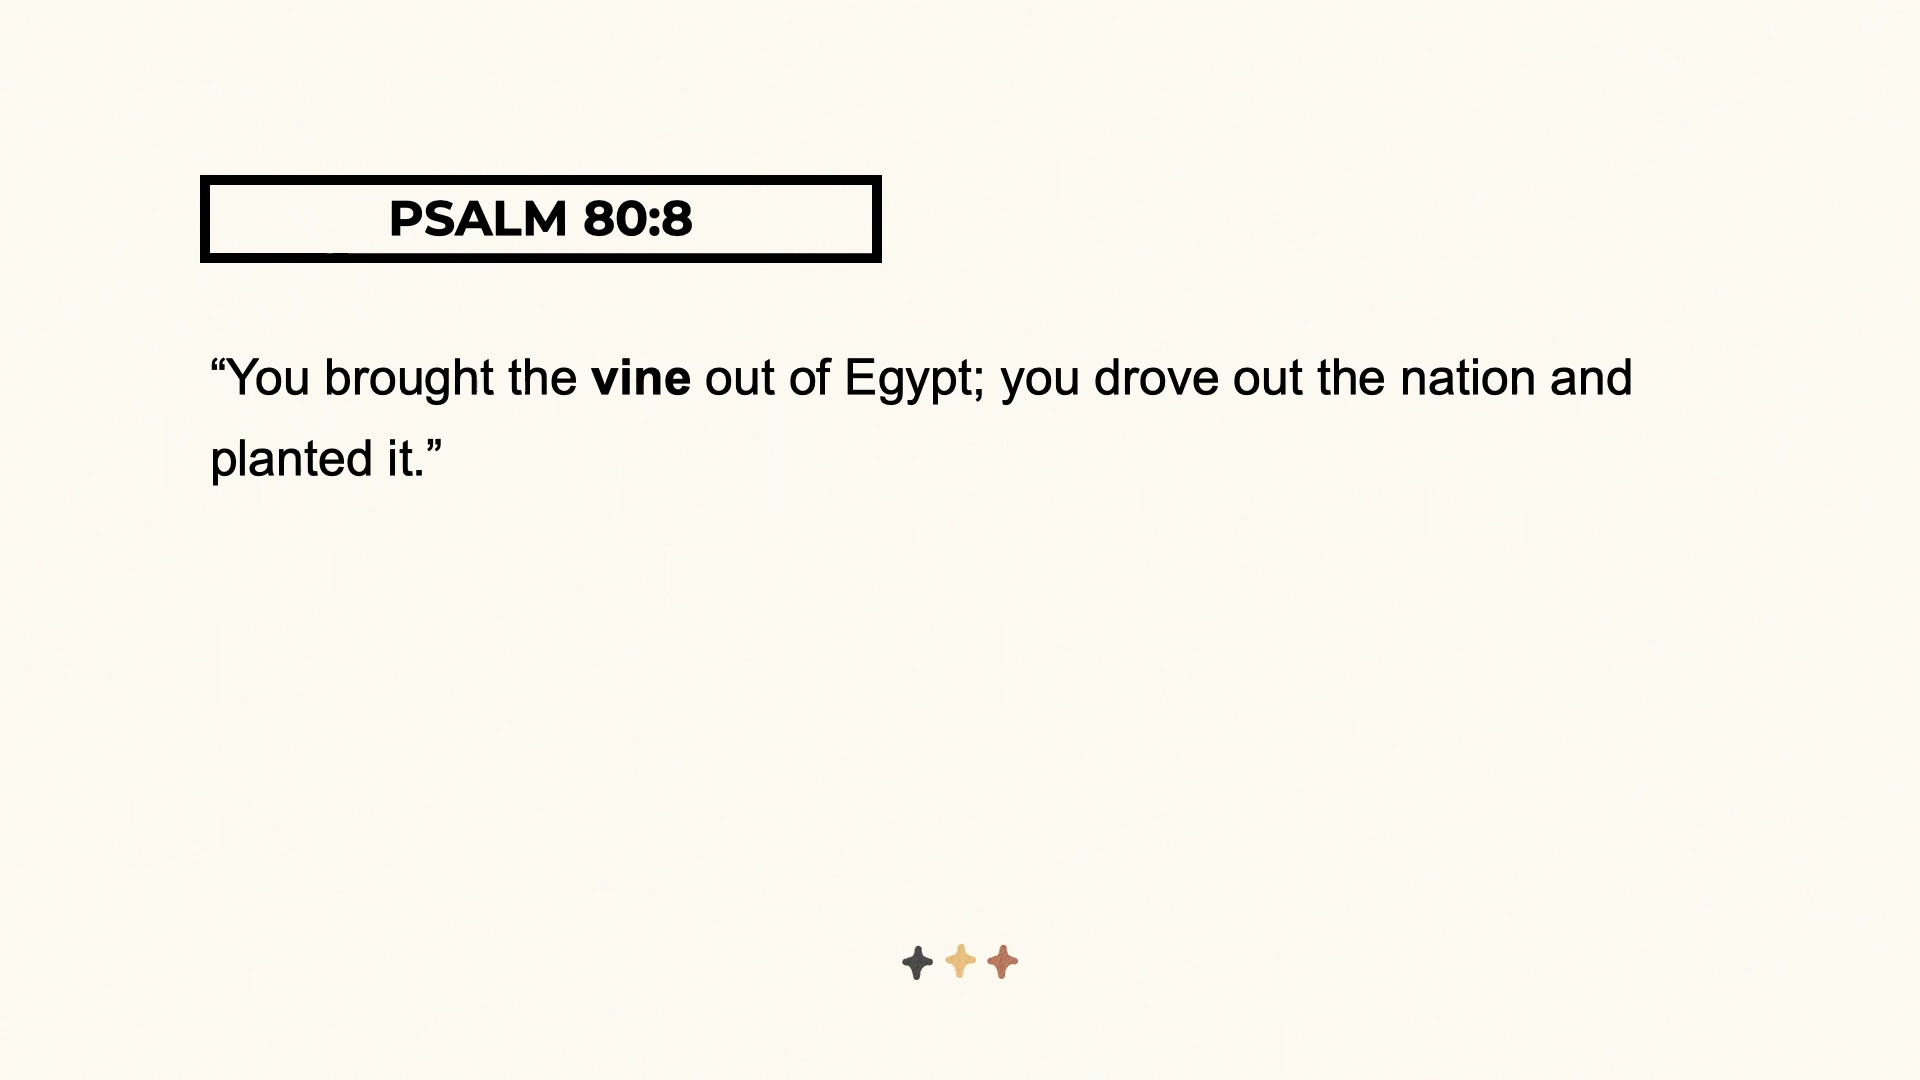 PSALM 80:8
“You brought the vine out of Egypt; you drove out the nation and
planted it.”